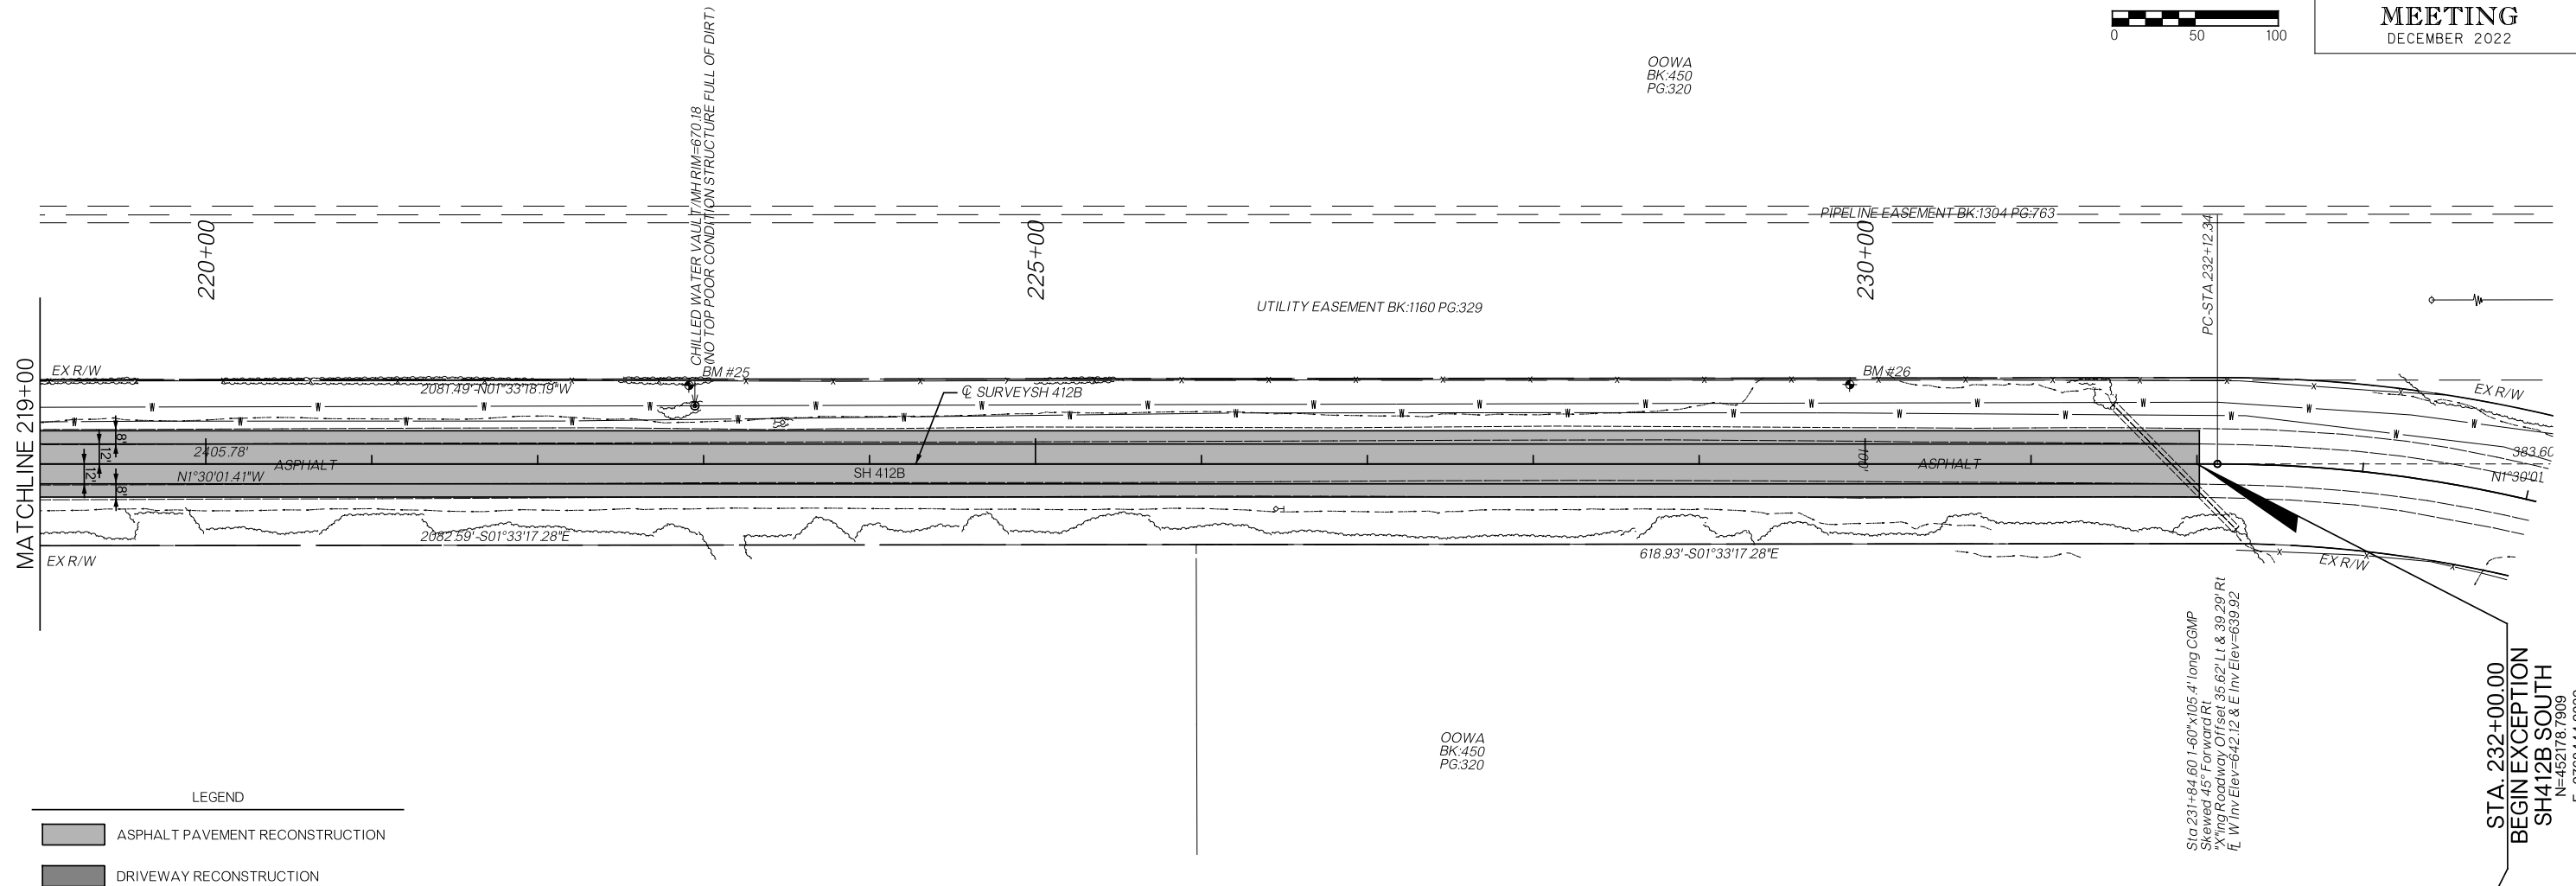 MEETING
DECEMBER 2022
0 50 100
OOWA
BK:450
PG:320
CHILLED WATER VAULT/MH RIM=670.18
(NO TOP POOR CONDITION STRUCTURE FULL OF DIRT)
PIPELINE EASEMENT BK:1304 PG:763
220+00
225+00
230+00
PC-STA.232+12.34
UTILITY EASEMENT BK:1160 PG:329
MATCHLINE 219+00
EX R/W
2081.49'-N01°33'18.19"W
BM #25
BM #26
EX R/W
℄ SURVEYSH 412B
8'
12'
12'
8'
2405.78'
ASPHALT
N1°30'01.41"W
SH 412B
100'
ASPHALT
383.60
N1°30'01.
2082.59'-S01°33'17.28"E
618.93'-S01°33'17.28"E
EX R/W
EX R/W
Sta 231+84.60 1-60"x105.4' long CGMP
Skewed 45° Forward Rt
"X"ing Roadway Offset 35.62' Lt & 39.29' Rt
FL W Inv Elev=642.12 & E Inv Elev=639.92
OOWA
BK:450
PG:320
STA. 232+00.00
BEGIN EXCEPTION
SH412B SOUTH
N=452178.7909
LEGEND
ASPHALT PAVEMENT RECONSTRUCTION
DRIVEWAY RECONSTRUCTION